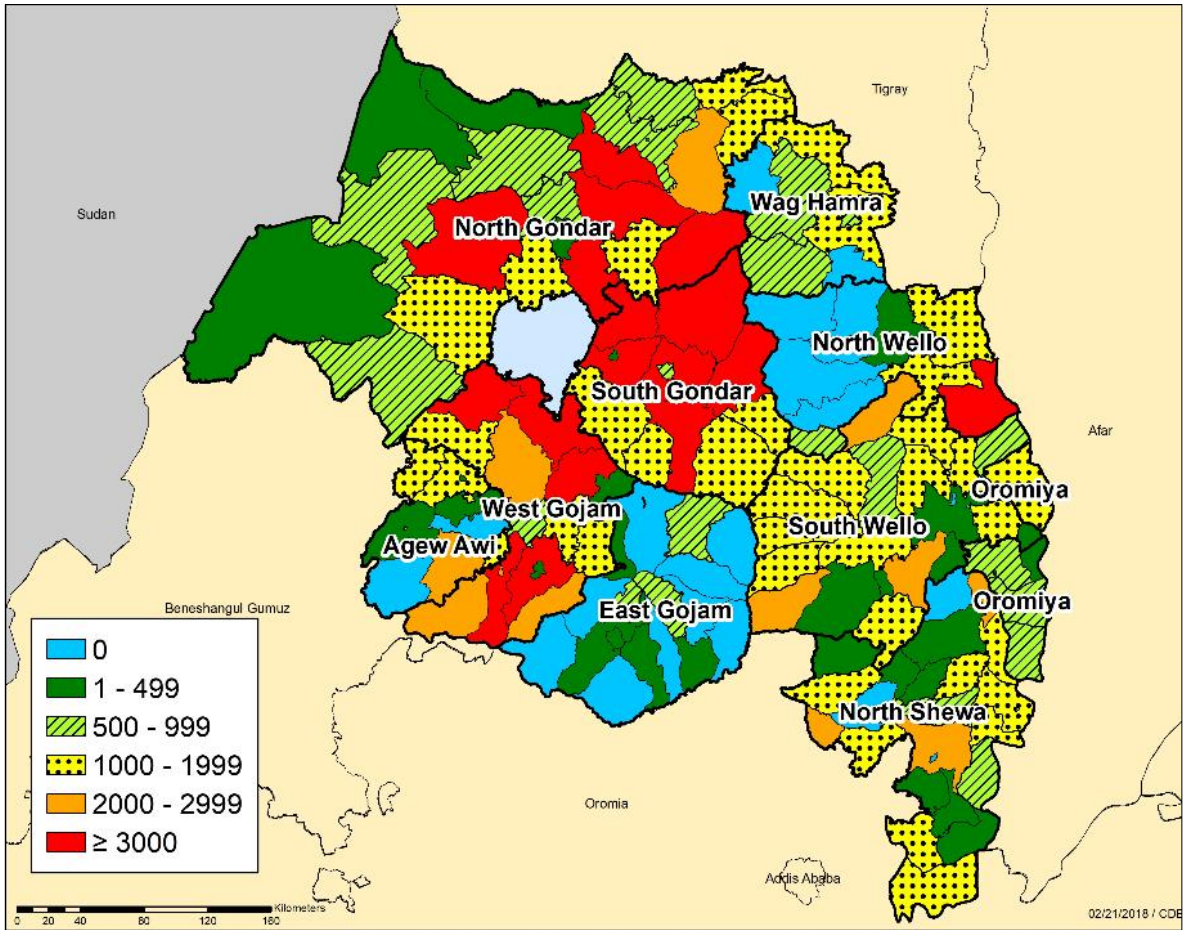 Tigray
Wag Hamra
Sudan
North Gondar
North Wello
South Gondar
Afar
Oromiya
West Gojam
South Wello
Agew Awi
Beneshangul Gumuz
East Gojam
Oromiya
0
1 - 499
500 - 999
1000 - 1999
2000 - 2999
≥ 3000
North Shewa
Oromia
Addis Ababa
Kilometers
0 20 40 80 120 160
02/21/2018 / CDE